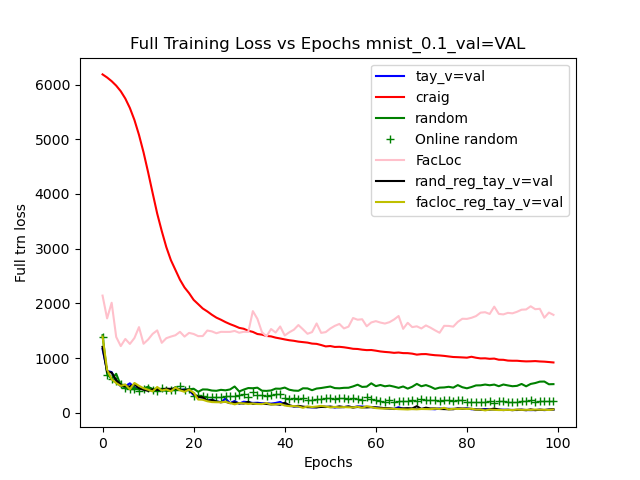 Full Training Loss vs Epochs mnist_0.1_val=VAL
Full trn loss
6000
5000
4000
3000
2000
1000
0
tay_v=val
craig
random
Online random
FacLoc
rand_reg_tay_v=val
facloc_reg_tay_v=val
0 20 40 60 80 100
Epochs